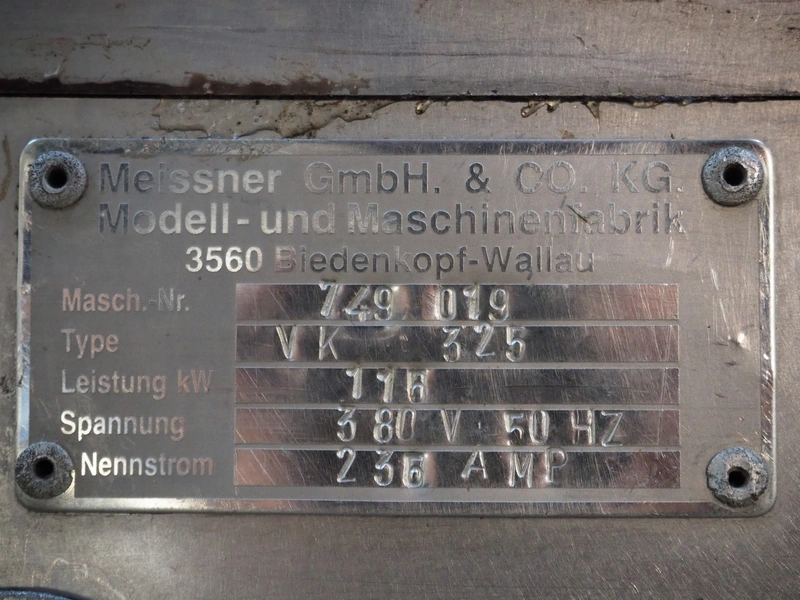 Meissner GmbH. & CO. KG.
Modell- und Maschinenfabrik
3560 Biedenkopf-Wallau
Masch.-Nr. 749 019
Type VK 325
Leistung kW 116
Spannung 380 V 50 HZ
Nennstrom 236 AMP